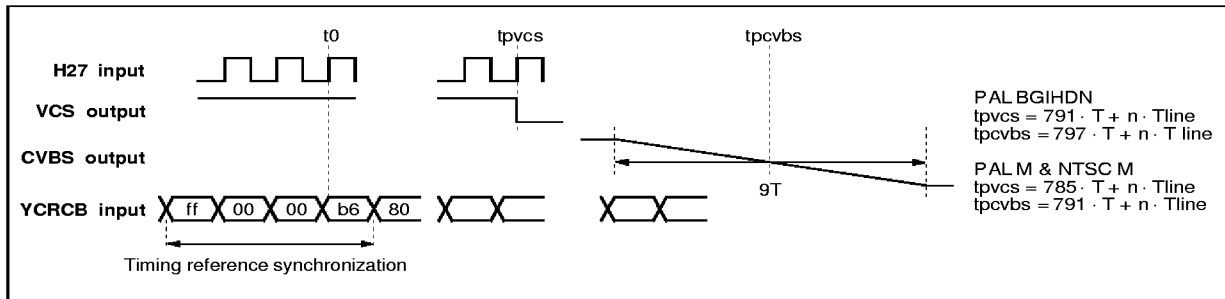 t0 tpvcs tpcvbs
H27 input
VCS output
CVBS output
9T
YCRCB input ff 00 00 b6 80
Timing reference synchronization
PAL BGIHDN
tpvcs = 791 · T + n · Tline
tpcvbs = 797 · T + n · T line
PAL M & NTSC M
tpvcs = 785 · T + n · Tline
tpcvbs = 791 · T + n · Tline